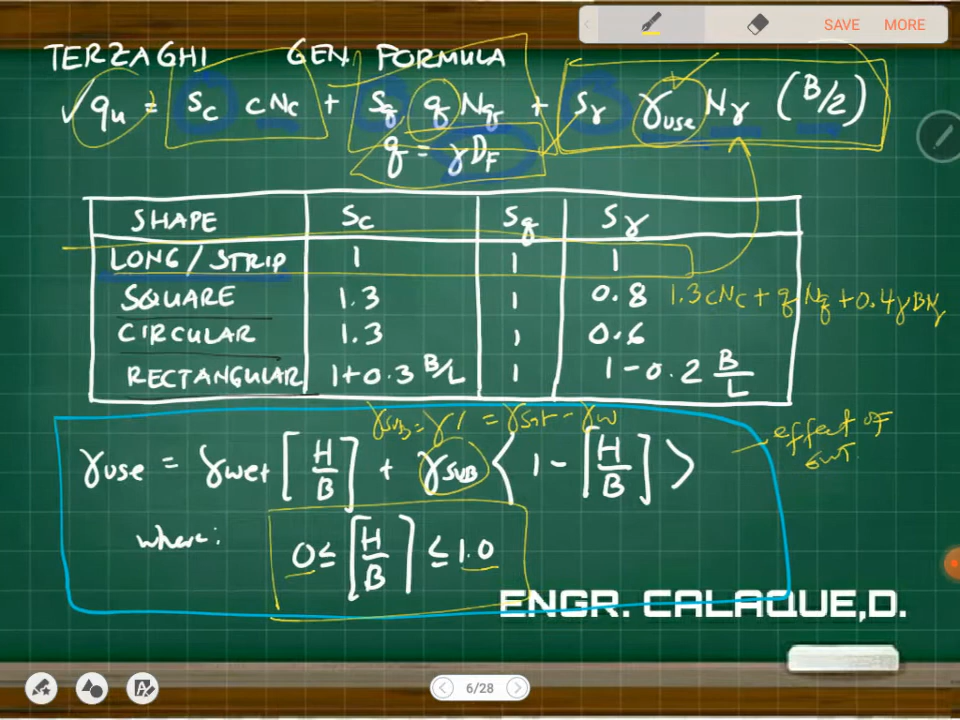 SAVE MORE
TERZAGHI GEN. FORMULA
✓ qu = Sc cNc + Sq q Nq + Sγ γUSE Nγ (B/2)
q = γDF
SHAPE Sc Sq Sγ
LONG / STRIP 1 1 1
SQUARE 1.3 1 0.8 1.3cNc + qNq + 0.4γBNγ
CIRCULAR 1.3 1 0.6
RECTANGULAR 1+0.3 B/L 1 1-0.2 B/L
γSUB = γ' = γsat - γw
effect of
GWT.
γUSE = γwet [H/B] + γSUB <1 - [H/B]>
where:
0 ≤ [H/B] ≤ 1.0
ENGR. CALAQUE,D.
6/28